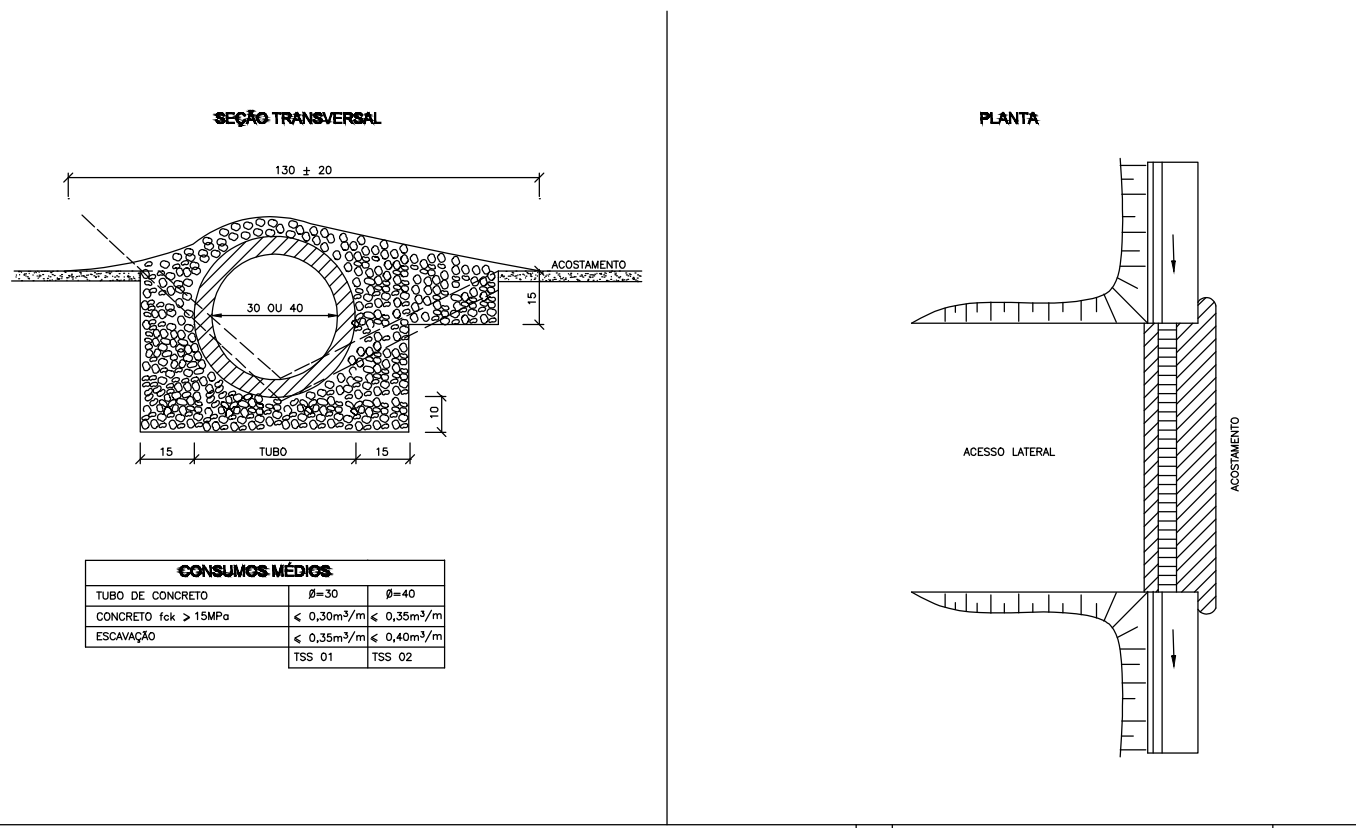 SEÇÃO TRANSVERSAL
130 ± 20
ACOSTAMENTO
30 OU 40
15
10
15 TUBO 15
CONSUMOS MÉDIOS
TUBO DE CONCRETO Ø=30 Ø=40
CONCRETO fck > 15MPa ⩽ 0,30m³/m ⩽ 0,35m³/m
ESCAVAÇÃO ⩽ 0,35m³/m ⩽ 0,40m³/m
TSS 01 TSS 02
PLANTA
ACESSO LATERAL
ACOSTAMENTO